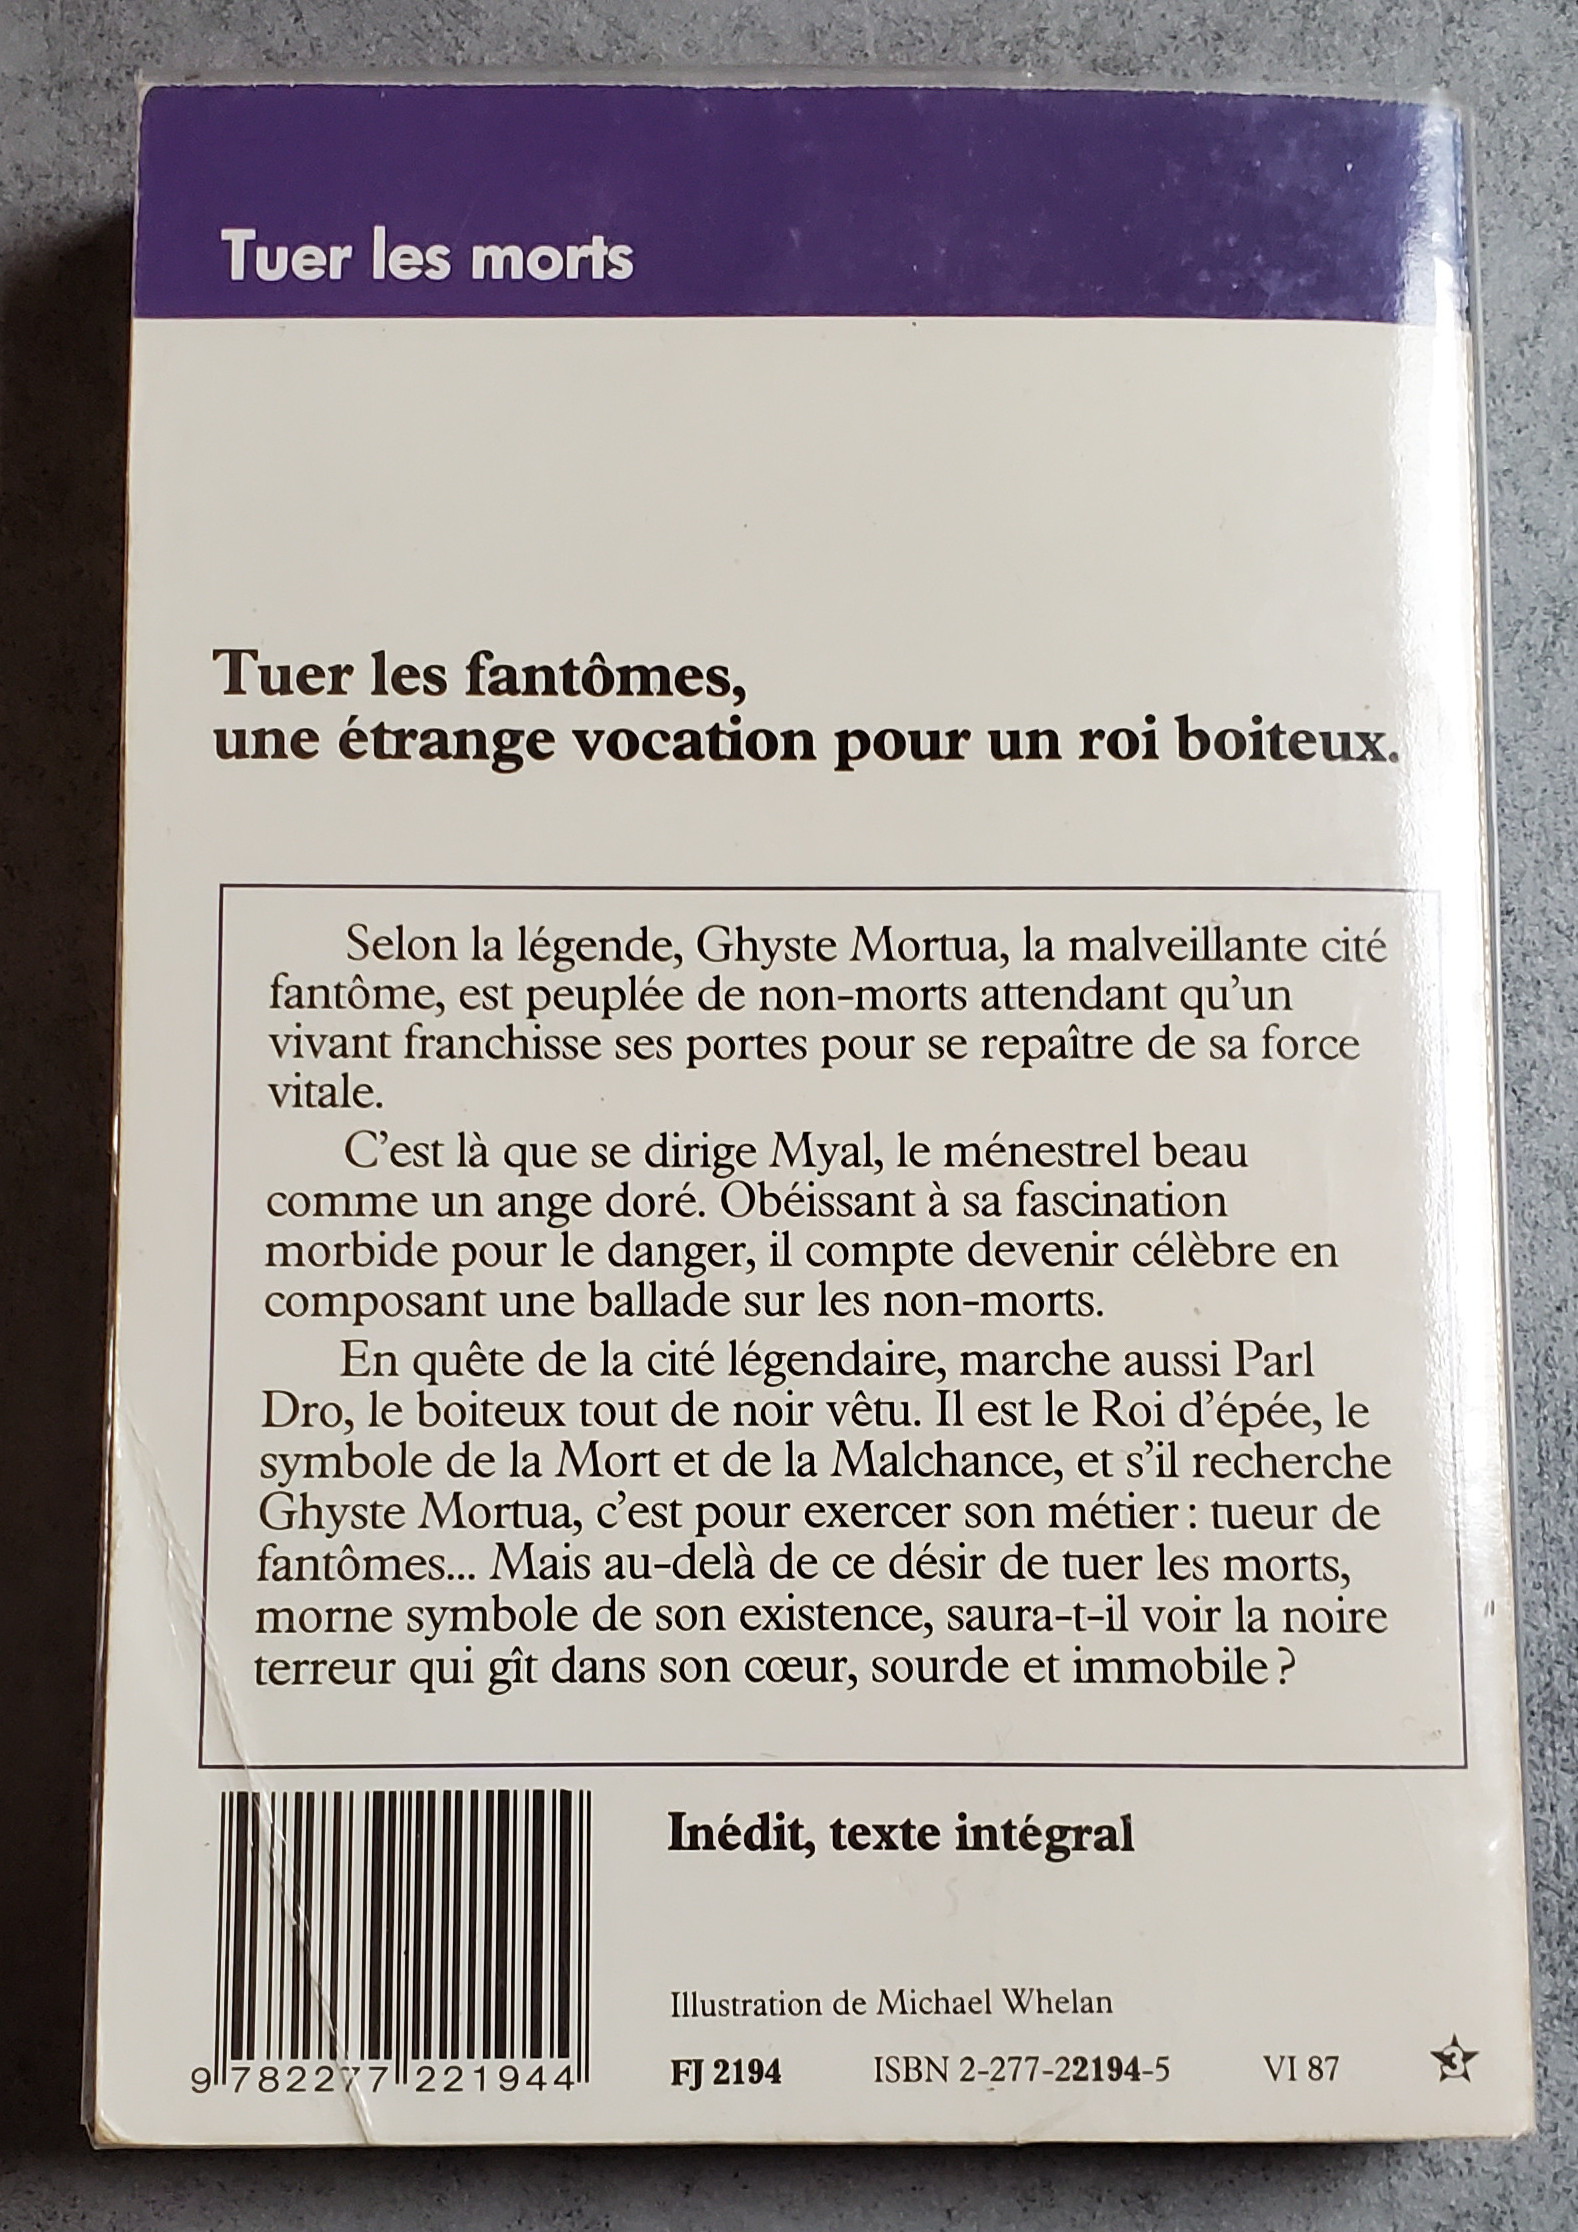 Tuer les morts
Tuer les fantômes,
une étrange vocation pour un roi boiteux.
Selon la légende, Ghyste Mortua, la malveillante cité
fantôme, est peuplée de non-morts attendant qu'un
vivant franchisse ses portes pour se repaître de sa force
vitale.
C'est là que se dirige Myal, le ménestrel beau
comme un ange doré. Obéissant à sa fascination
morbide pour le danger, il compte devenir célèbre en
composant une ballade sur les non-morts.
En quête de la cité légendaire, marche aussi Parl
Dro, le boiteux tout de noir vêtu. Il est le Roi d'épée, le
symbole de la Mort et de la Malchance, et s'il recherche
Ghyste Mortua, c'est pour exercer son métier : tueur de
fantômes... Mais au-delà de ce désir de tuer les morts,
morne symbole de son existence, saura-t-il voir la noire
terreur qui gît dans son cœur, sourde et immobile ?
Inédit, texte intégral
Illustration de Michael Whelan
9 782277 221944
FJ 2194 ISBN 2-277-22194-5 VI 87 3